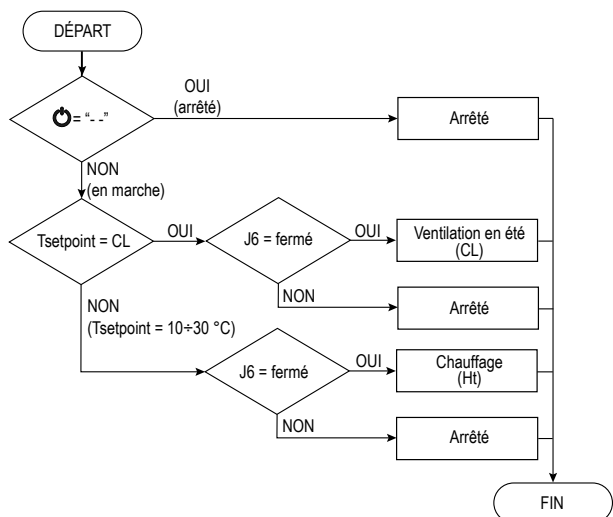 DÉPART
OUI
(arrêté)
= "- -"
Arrêté
NON
(en marche)
Tsetpoint = CL
OUI
J6 = fermé
OUI
Ventilation en été
(CL)
NON
Arrêté
NON
(Tsetpoint = 10÷30 °C)
J6 = fermé
OUI
Chauffage
(Ht)
NON
Arrêté
FIN